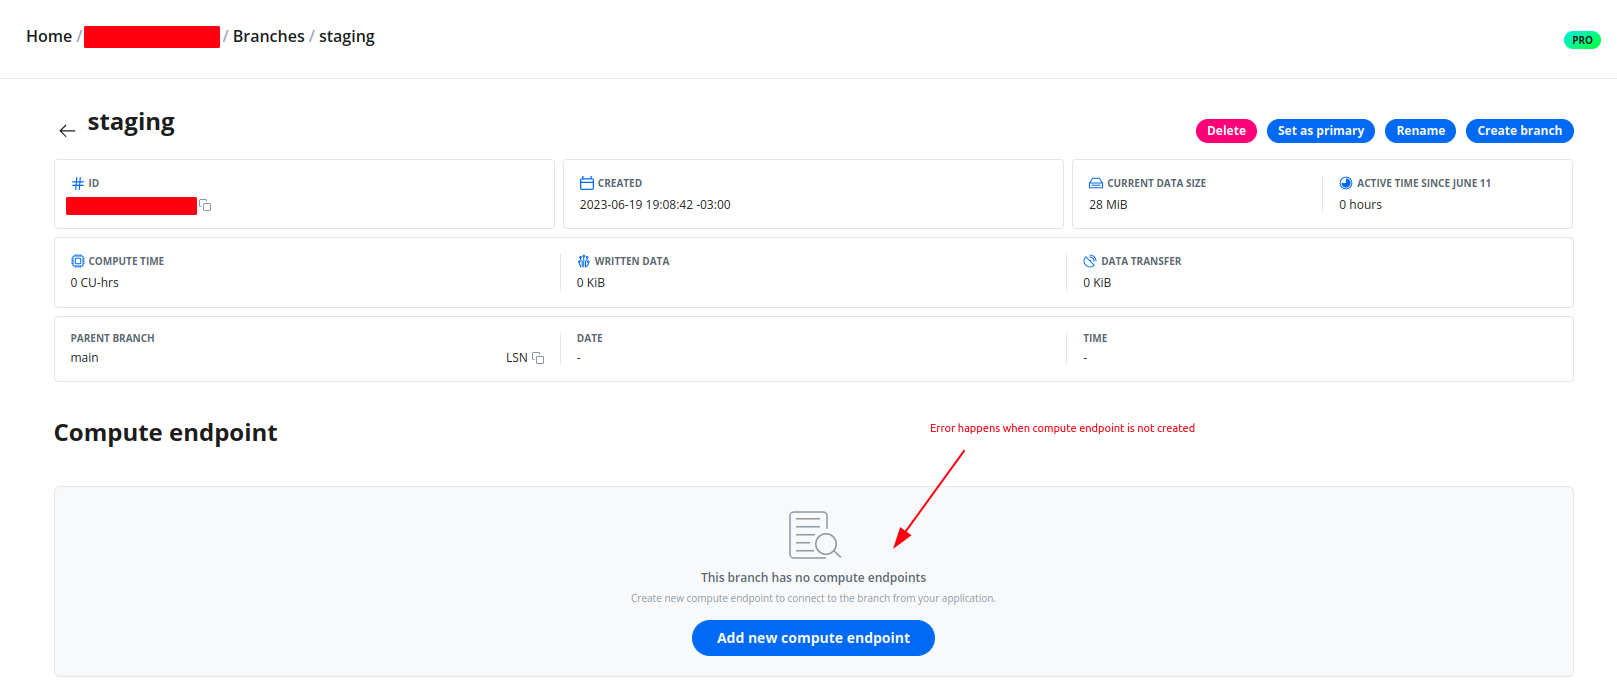 Home / / Branches / staging
PRO
staging
Delete
Set as primary
Rename
Create branch
ID
CREATED
2023-06-19 19:08:42 -03:00
CURRENT DATA SIZE
28 MiB
ACTIVE TIME SINCE JUNE 11
0 hours
COMPUTE TIME
0 CU-hrs
WRITTEN DATA
0 KiB
DATA TRANSFER
0 KiB
PARENT BRANCH
main
LSN
DATE
-
TIME
-
Compute endpoint
Error happens when compute endpoint is not created
This branch has no compute endpoints
Create new compute endpoint to connect to the branch from your application.
Add new compute endpoint